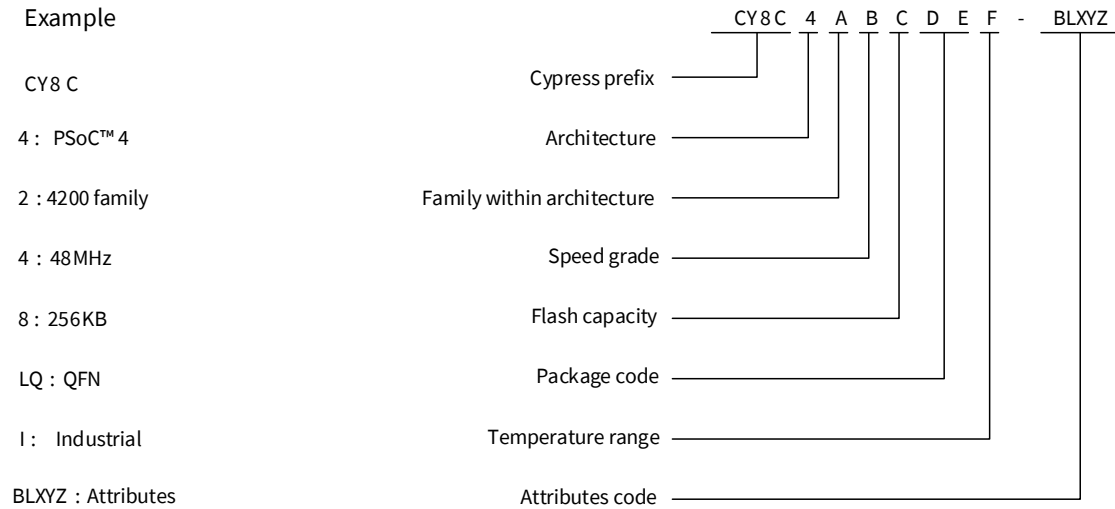 Example CY8C 4 A B C D E F - BLXYZ
CY8 C Cypress prefix
4 : PSoC™ 4 Architecture
2 : 4200 family Family within architecture
4 : 48MHz Speed grade
8 : 256KB Flash capacity
LQ : QFN Package code
I : Industrial Temperature range
BLXYZ : Attributes Attributes code